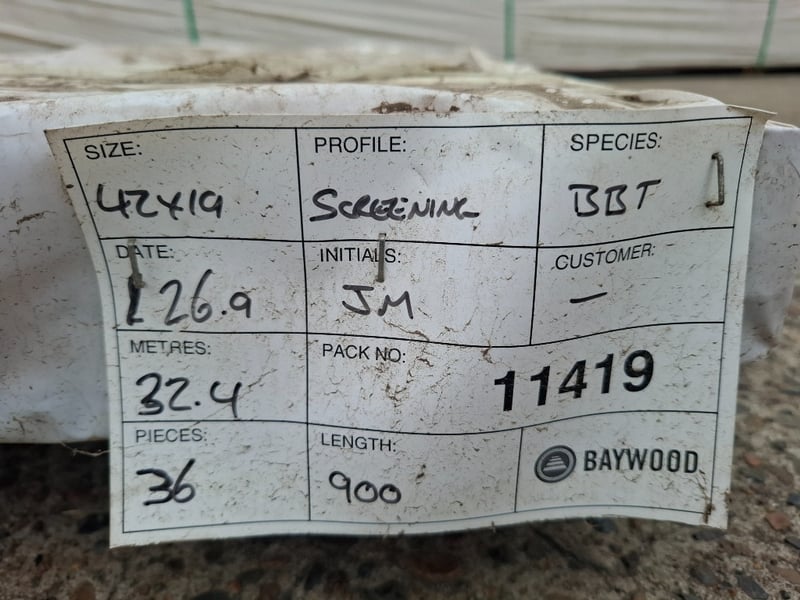 SIZE: PROFILE: SPECIES:
42x19 SCREENING BBT
DATE: INITIALS: CUSTOMER:
26.9 JM —
METRES: PACK NO: 11419
32.4
PIECES: LENGTH: BAYWOOD
36 900